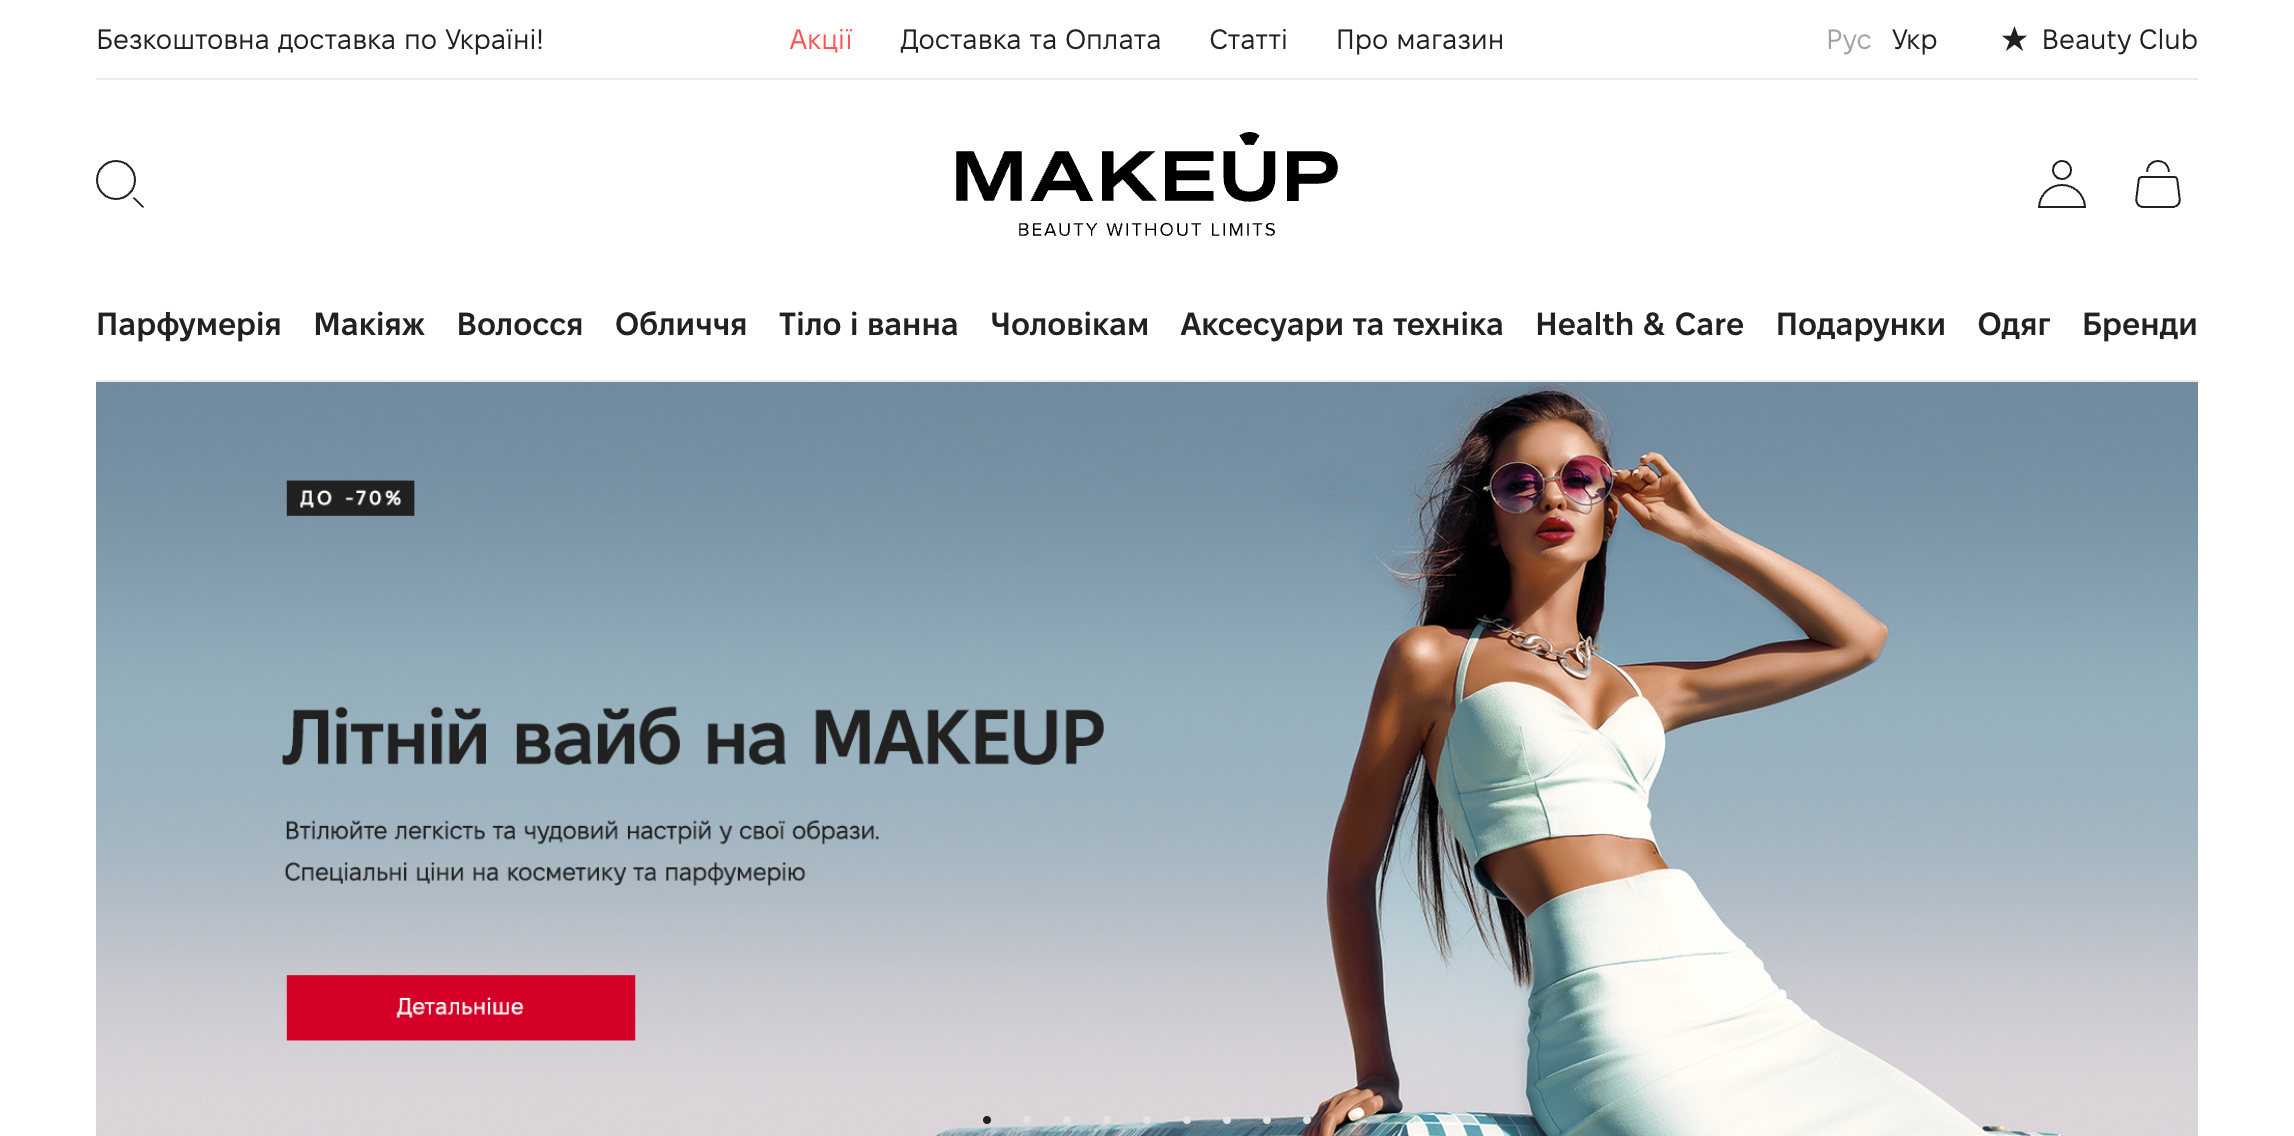 Безкоштовна доставка по Україні! Акції Доставка та Оплата Статті Про магазин Рус Укр ★ Beauty Club
MAKEUP
BEAUTY WITHOUT LIMITS
Парфумерія Макіяж Волосся Обличчя Тіло і ванна Чоловікам Аксесуари та техніка Health & Care Подарунки Одяг Бренди
ДО -70%
Літній вайб на MAKEUP
Втілюйте легкість та чудовий настрій у свої образи.
Спеціальні ціни на косметику та парфумерію
Детальніше